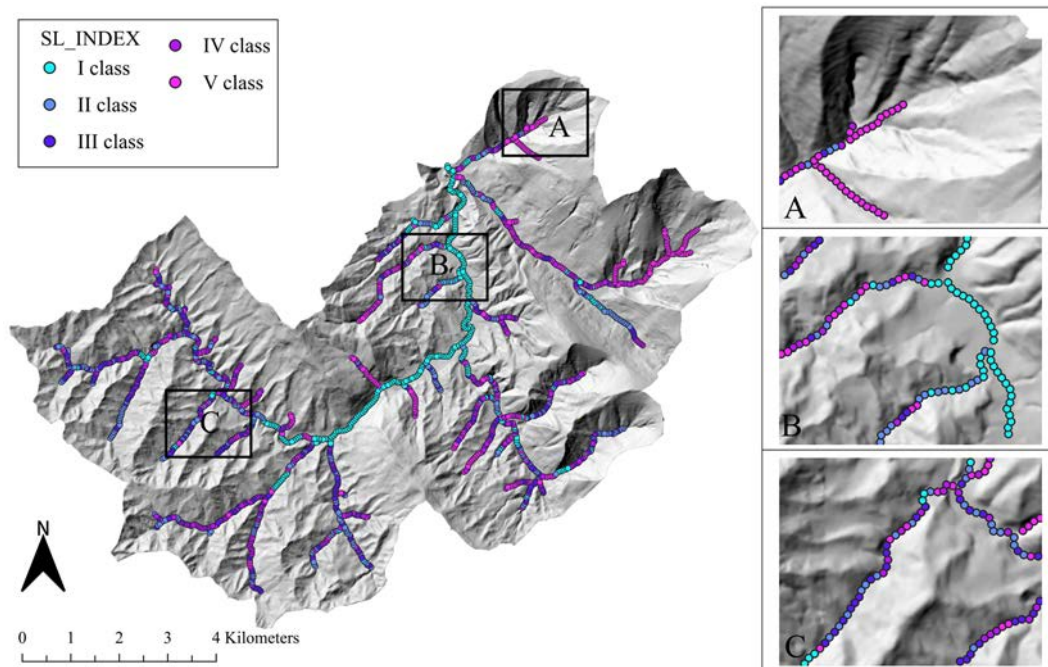 SL_INDEX
I class
II class
III class
IV class
V class
A
B
C
N
0 1 2 3 4 Kilometers
A
B
C